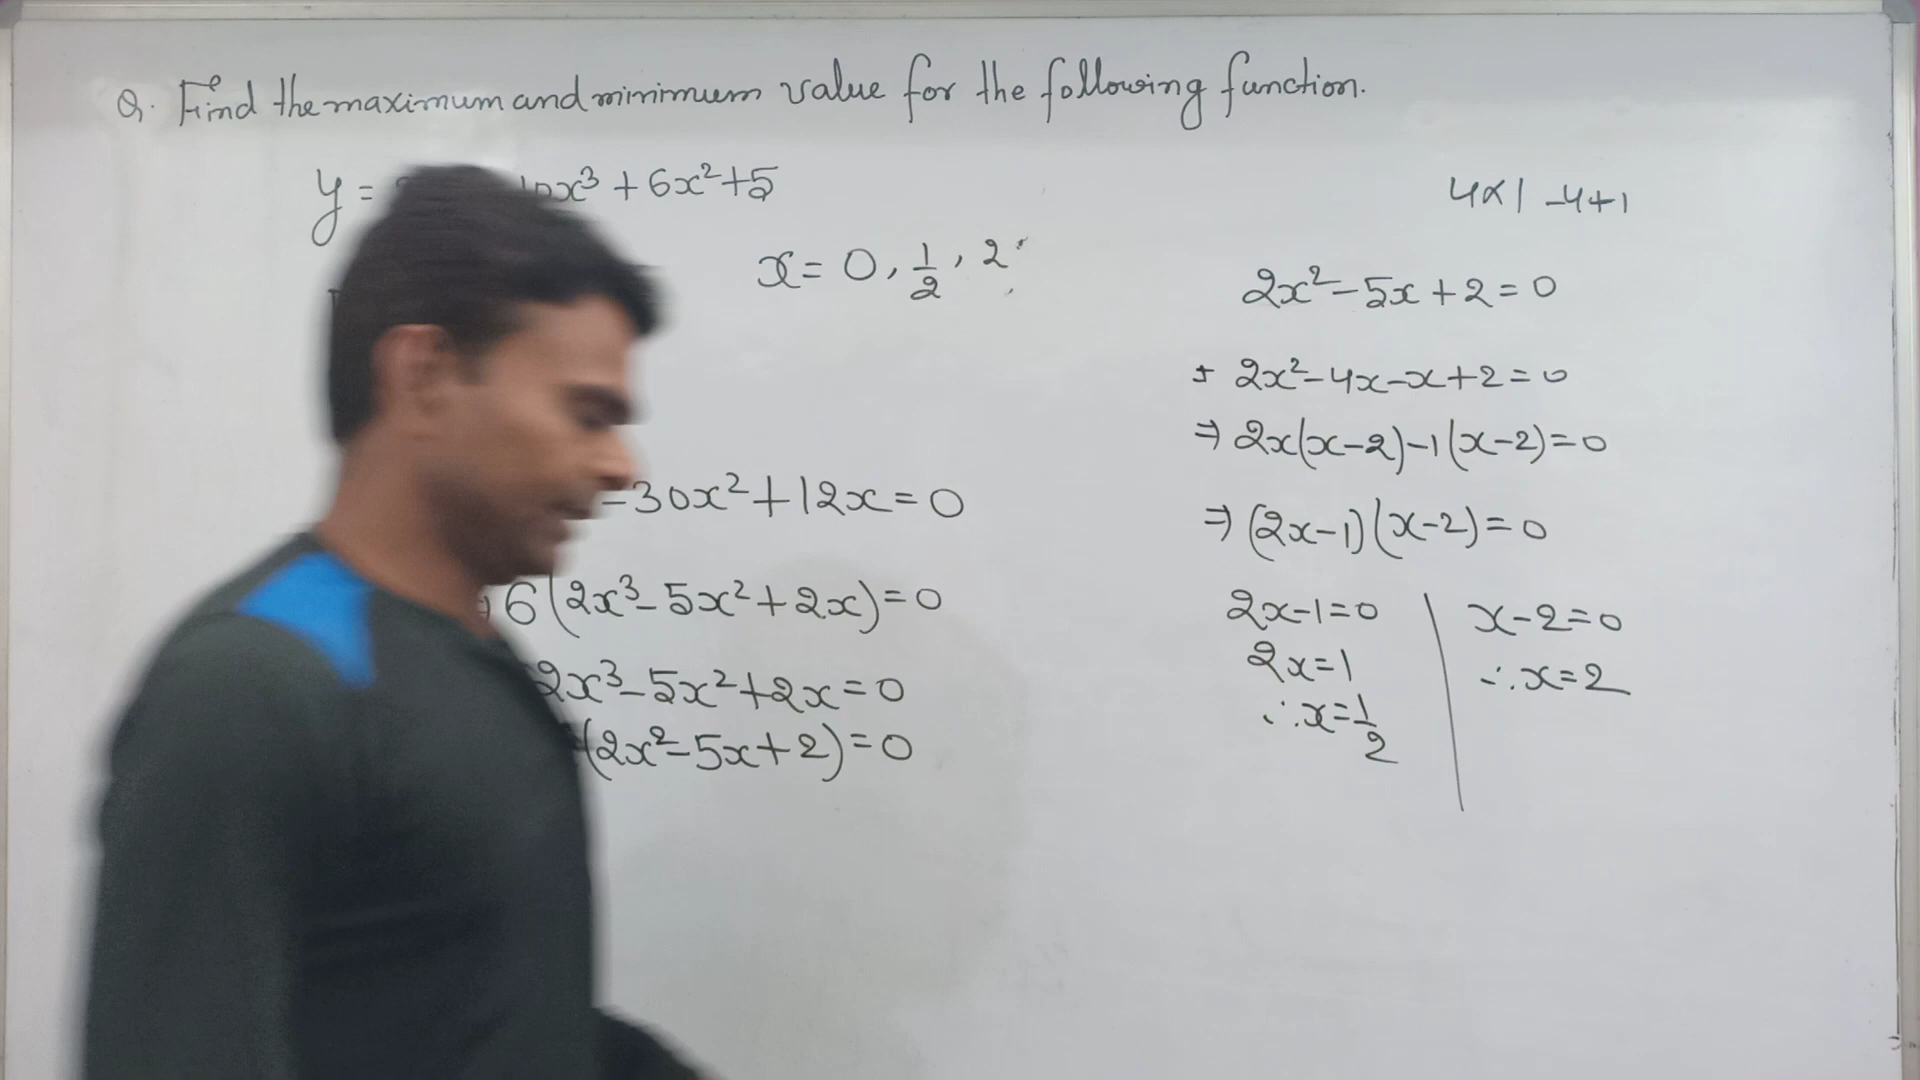 Q. Find the maximum and minimum value for the following function.
y = x³ + 6x² + 5
x = 0, 1/2, 2
-30x² + 12x = 0
6(2x³ - 5x² + 2x) = 0
2x³ - 5x² + 2x = 0
(2x² - 5x + 2) = 0
4×1 -4+1
2x² - 5x + 2 = 0
2x² - 4x - x + 2 = 0
⇒ 2x(x-2) - 1(x-2) = 0
⇒ (2x-1)(x-2) = 0
2x-1=0 | x-2=0
2x=1 ∴ x=2
∴ x=1/2